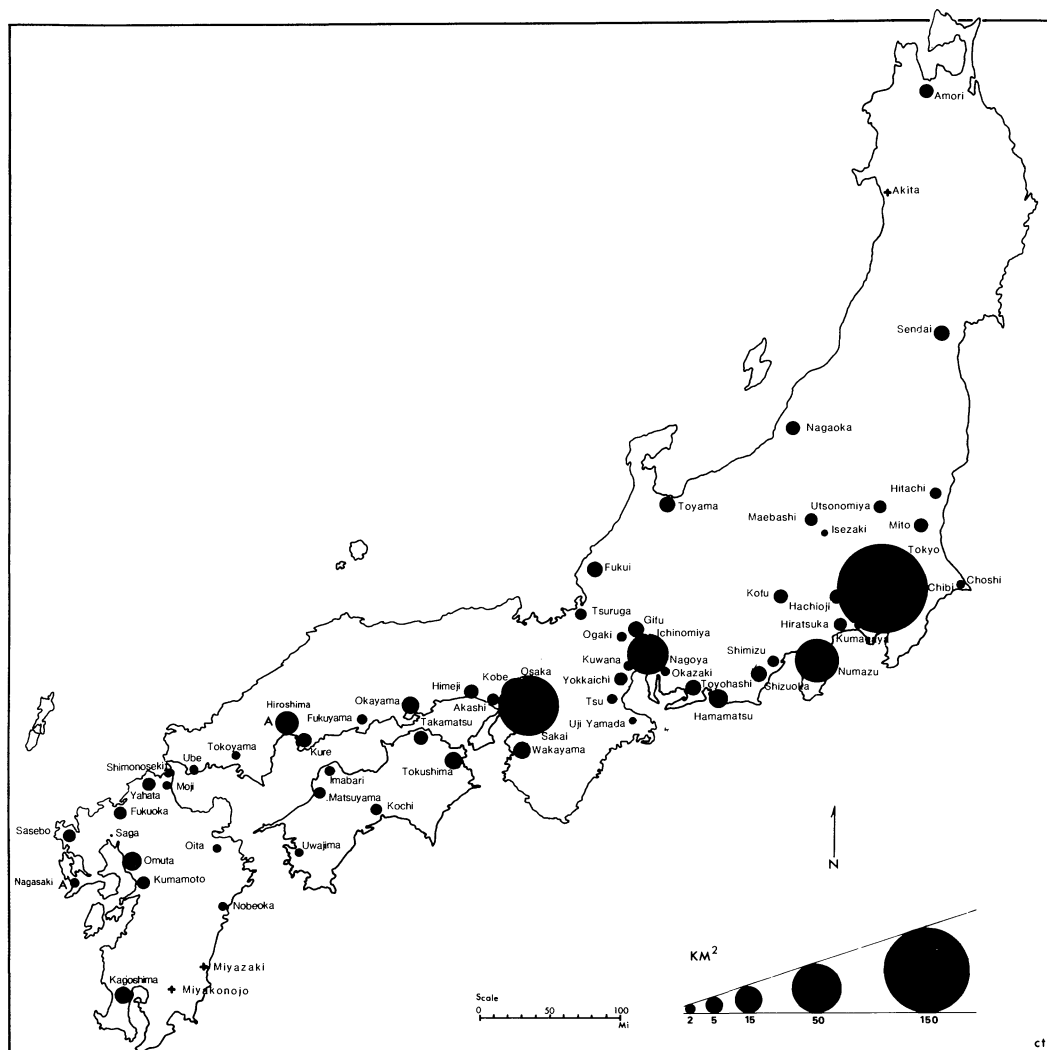 Amori
Akita
Sendai
Nagaoka
Hitachi
Toyama
Utsonomiya
Maebashi
Mito
Isezaki
Tokyo
Fukui
Choshi
Chibi
Kofu
Hachioji
Tsuruga
Gifu
Hiratsuka
Ogaki
Ichinomiya
Kumagaya
Shimizu
Kuwana
Nagoya
Numazu
Osaka
Okazaki
Yokkaichi
Kobe
Himeji
Toyohashi
Shizuoka
Okayama
Akashi
Tsu
Hiroshima
Hamamatsu
A
Fukuyama
Takamatsu
Uji Yamada
Sakai
Tokoyama
Kure
Wakayama
Ube
Shimonoseki
Tokushima
Imabari
Yahata
Moji
Matsuyama
Kochi
Fukuoka
Sasebo
Saga
Oita
Uwajima
Omuta
N
Nagasaki
A
Kumamoto
Nobeoka
KM²
Miyazaki
Kagoshima
Miyakonojo
Scale
0 50 100
Mi
2 5 15 50 150
ct